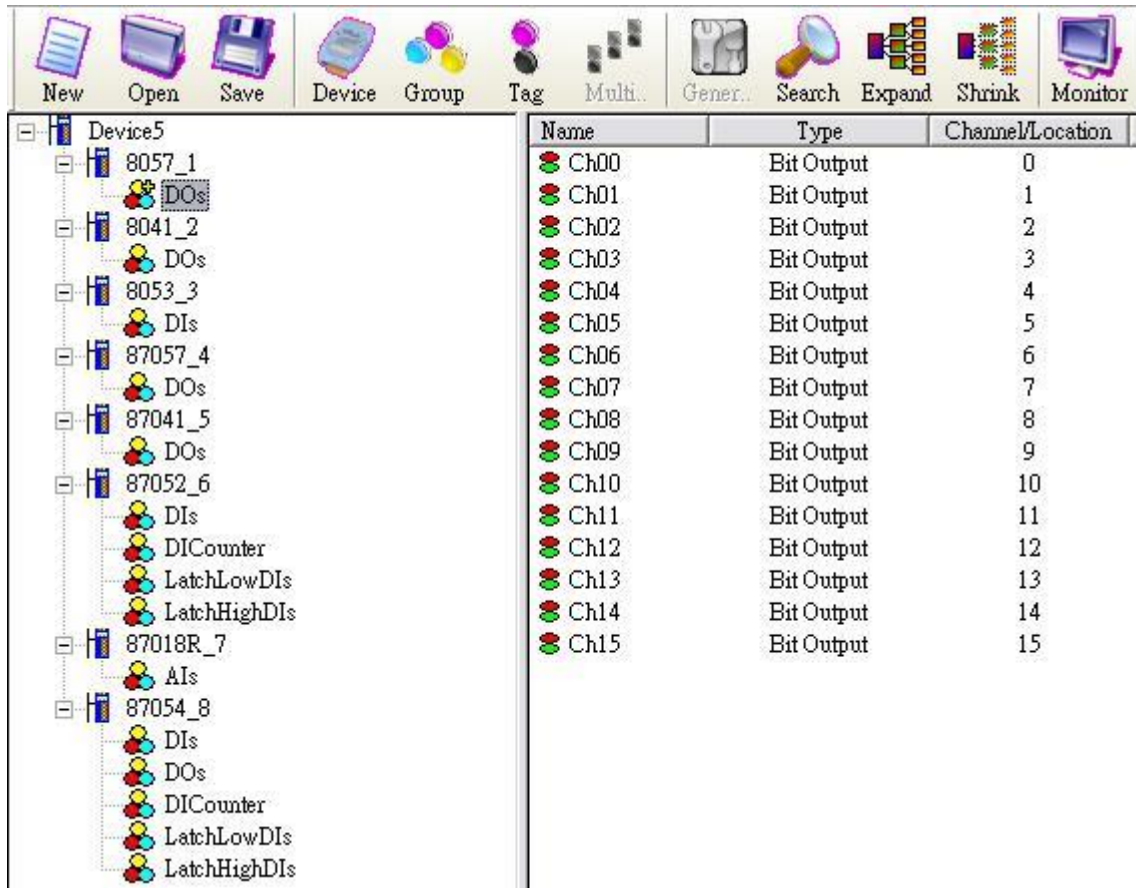 New Open Save Device Group Tag Multi.. Gener.. Search Expand Shrink Monitor
Device5
8057_1
DOs
8041_2
DOs
8053_3
DIs
87057_4
DOs
87041_5
DOs
87052_6
DIs
DICounter
LatchLowDIs
LatchHighDIs
87018R_7
AIs
87054_8
DIs
DOs
DICounter
LatchLowDIs
LatchHighDIs
Name Type Channel/Location
Ch00 Bit Output 0
Ch01 Bit Output 1
Ch02 Bit Output 2
Ch03 Bit Output 3
Ch04 Bit Output 4
Ch05 Bit Output 5
Ch06 Bit Output 6
Ch07 Bit Output 7
Ch08 Bit Output 8
Ch09 Bit Output 9
Ch10 Bit Output 10
Ch11 Bit Output 11
Ch12 Bit Output 12
Ch13 Bit Output 13
Ch14 Bit Output 14
Ch15 Bit Output 15